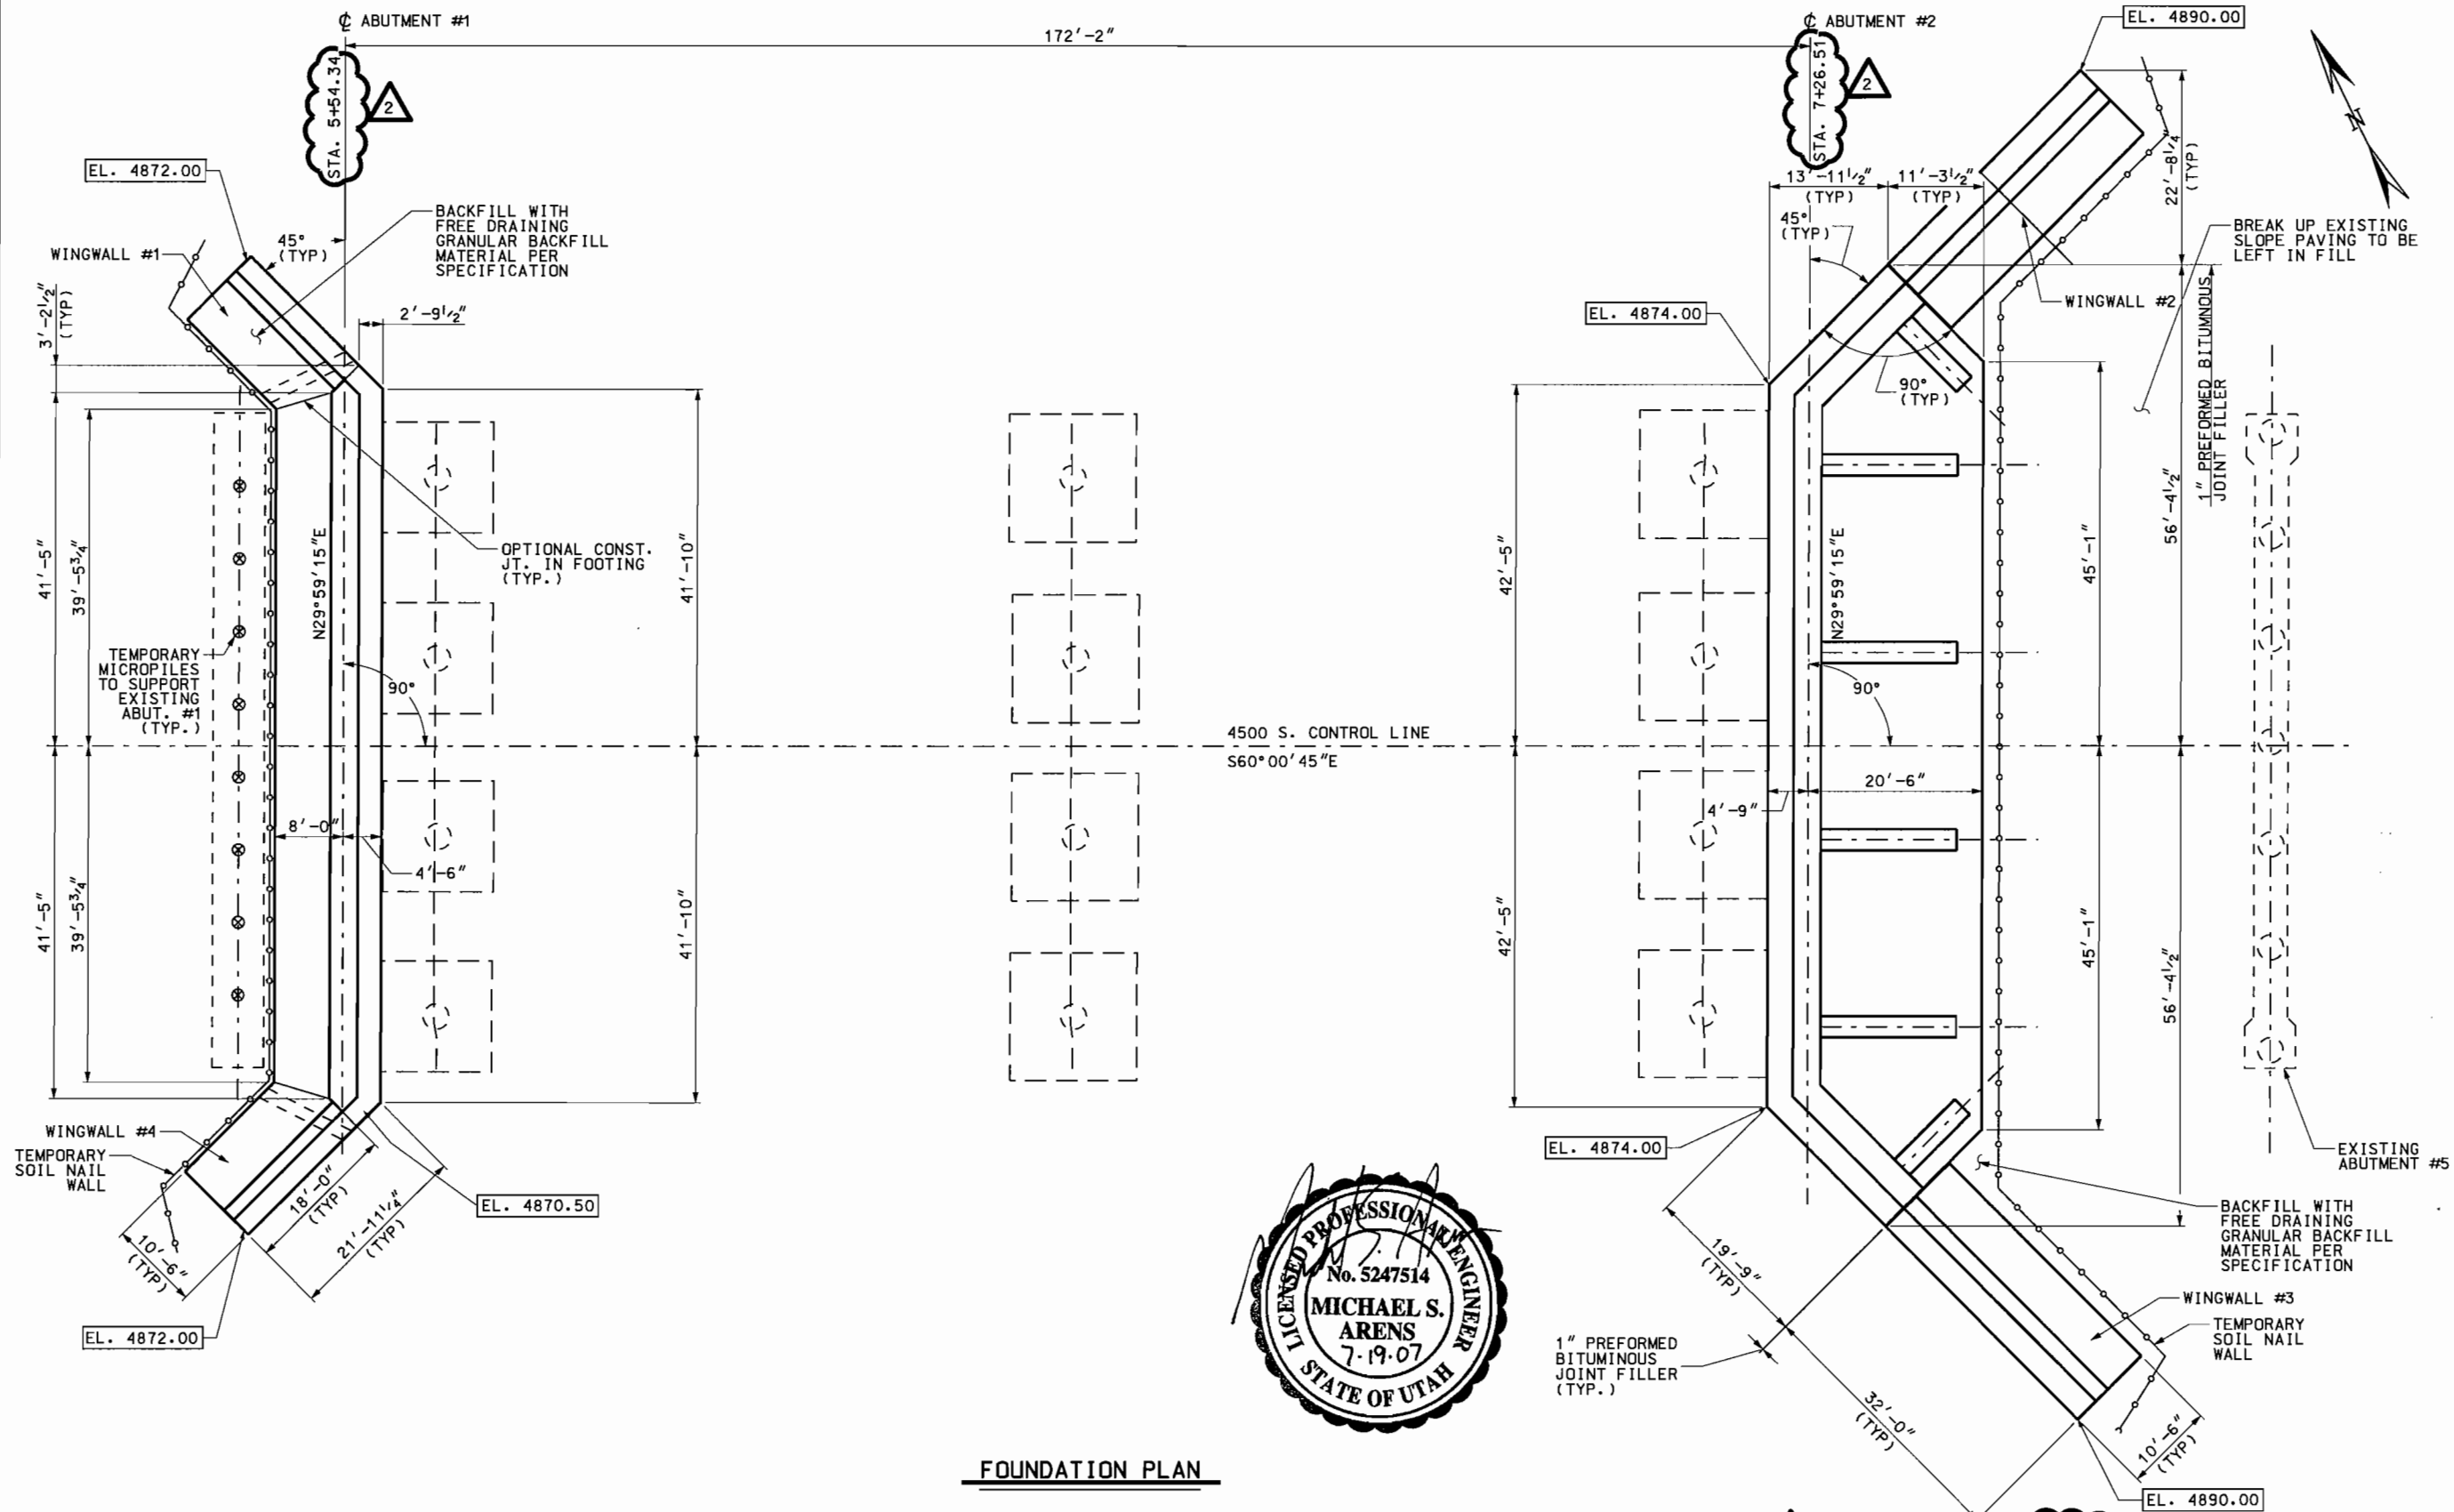 ℄ ABUTMENT #1
172'-2"
℄ ABUTMENT #2
EL. 4890.00
STA. 5+54.34
2
STA. 7+26.51
2
N
EL. 4872.00
BACKFILL WITH
FREE DRAINING
GRANULAR BACKFILL
MATERIAL PER
SPECIFICATION
WINGWALL #1
45°
(TYP)
3'-2½"
(TYP)
2'-9½"
13'-11½"
(TYP)
11'-3½"
(TYP)
45°
(TYP)
22'-8¼"
(TYP)
BREAK UP EXISTING
SLOPE PAVING TO BE
LEFT IN FILL
WINGWALL #2
EL. 4874.00
1" PREFORMED BITUMNOUS
JOINT FILLER
90°
(TYP)
41'-5"
39'-5¾"
N29°59'15"E
OPTIONAL CONST.
JT. IN FOOTING
(TYP.)
41'-10"
42'-5"
N29°59'15"E
45'-1"
56'-4½"
TEMPORARY
MICROPILES
TO SUPPORT
EXISTING
ABUT. #1
(TYP.)
90°
90°
4500 S. CONTROL LINE
S60°00'45"E
8'-0"
4'-6"
4'-9"
20'-6"
41'-5"
39'-5¾"
41'-10"
42'-5"
45'-1"
56'-4½"
WINGWALL #4
TEMPORARY
SOIL NAIL
WALL
18'-0"
(TYP)
21'-11¼"
(TYP)
10'-6"
(TYP)
EL. 4870.50
EL. 4872.00
EL. 4874.00
EXISTING
ABUTMENT #5
BACKFILL WITH
FREE DRAINING
GRANULAR BACKFILL
MATERIAL PER
SPECIFICATION
WINGWALL #3
TEMPORARY
SOIL NAIL
WALL
19'-9"
(TYP)
1" PREFORMED
BITUMINOUS
JOINT FILLER
(TYP.)
32'-0"
(TYP)
10'-6"
(TYP)
EL. 4890.00
LICENSED PROFESSIONAL ENGINEER
No. 5247514
MICHAEL S.
ARENS
7-19-07
STATE OF UTAH
FOUNDATION PLAN